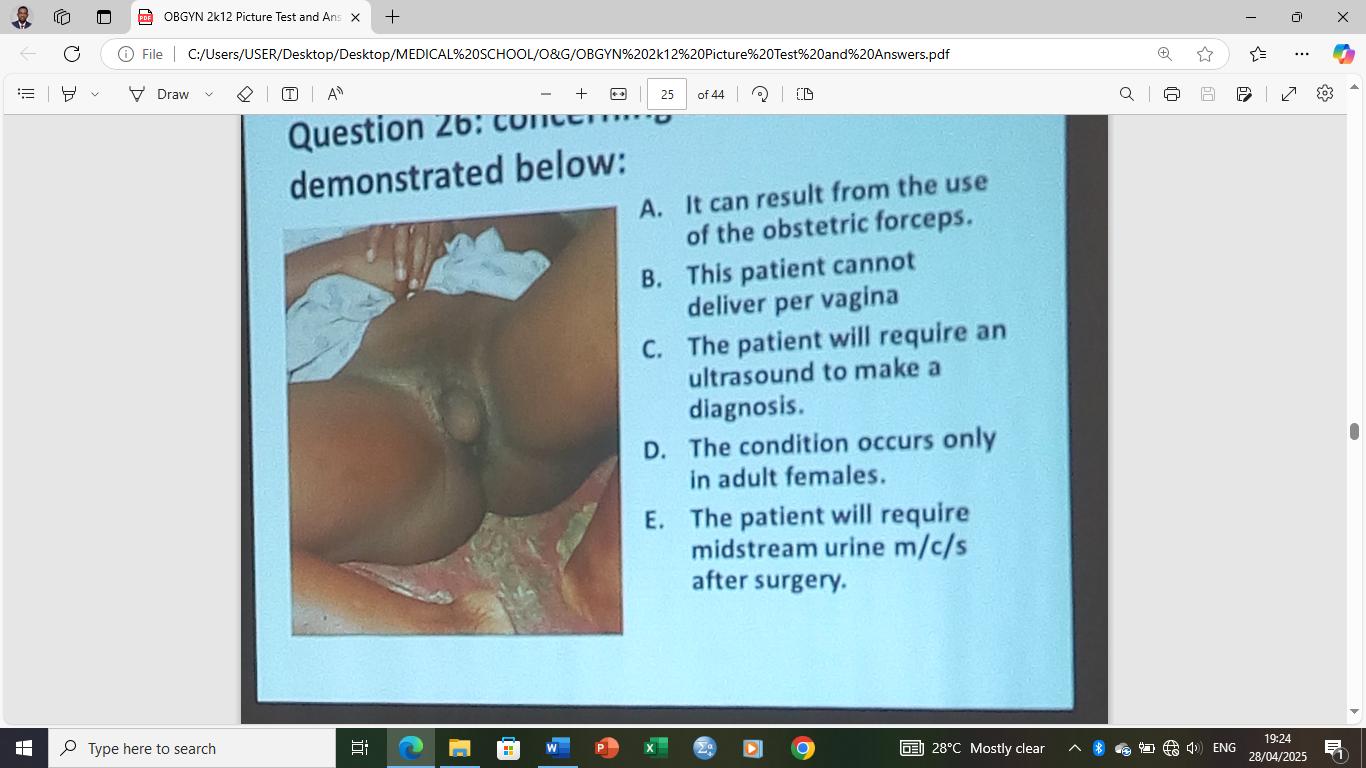 OBGYN 2k12 Picture Test and Ans
File
C:/Users/USER/Desktop/Desktop/MEDICAL%20SCHOOL/O&G/OBGYN%202k12%20Picture%20Test%20and%20Answers.pdf
Draw
25 of 44
Question 26: concerning
demonstrated below:
A. It can result from the use
of the obstetric forceps.
B. This patient cannot
deliver per vagina
C. The patient will require an
ultrasound to make a
diagnosis.
D. The condition occurs only
in adult females.
E. The patient will require
midstream urine m/c/s
after surgery.
Type here to search
28°C Mostly clear
ENG
19:24
28/04/2025